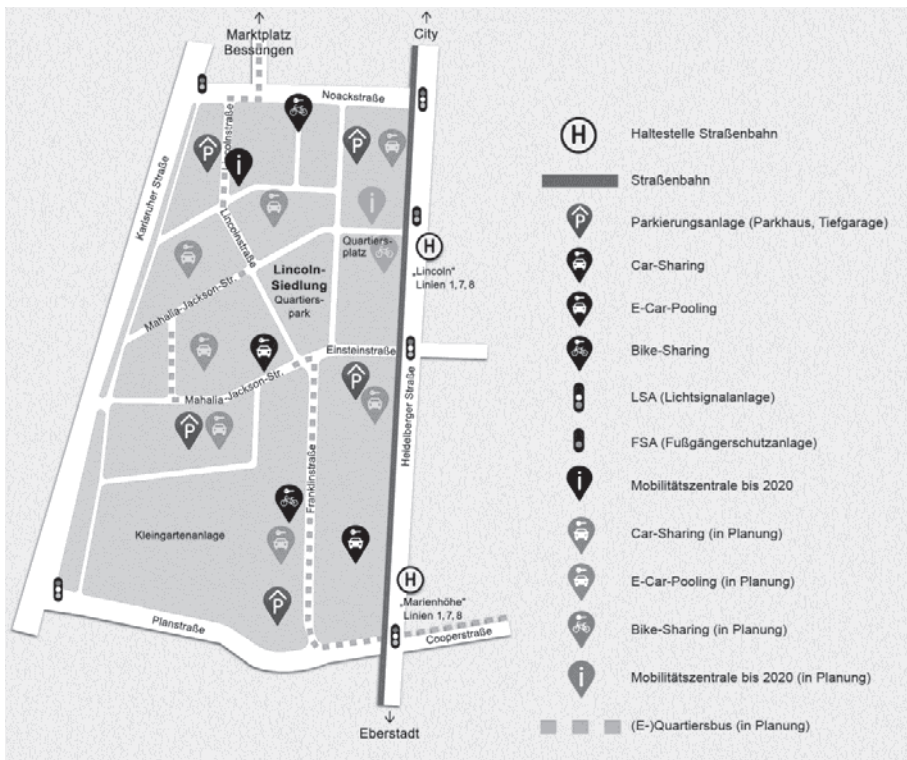 Marktplatz
Bessungen
City
Noackstraße
Karlsruher Straße
Lincolnstraße
Lincolnstraße
Quartiers-
platz
H
„Lincoln“
Linien 1,7,8
Lincoln-
Siedlung
Quartiers-
park
Mahalia-Jackson-Str.
Einsteinstraße
Mahalia-Jackson-Str.
Heidelberger Straße
Franklinstraße
Kleingartenanlage
H
„Marienhöhe“
Linien 1,7,8
Planstraße
Cooperstraße
Eberstadt
P
i
P
i
P
P
P
H Haltestelle Straßenbahn
Straßenbahn
P Parkierungsanlage (Parkhaus, Tiefgarage)
Car-Sharing
E-Car-Pooling
Bike-Sharing
LSA (Lichtsignalanlage)
FSA (Fußgängerschutzanlage)
i Mobilitätszentrale bis 2020
Car-Sharing (in Planung)
E-Car-Pooling (in Planung)
Bike-Sharing (in Planung)
i Mobilitätszentrale bis 2020 (in Planung)
(E-)Quartiersbus (in Planung)